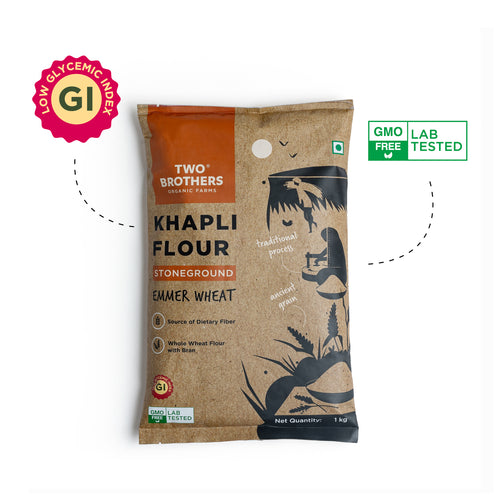 LOW GLYCEMIC INDEX
GI
GMO
FREE
LAB
TESTED
TWO®
BROTHERS
ORGANIC FARMS
KHAPLI
FLOUR
STONEGROUND
EMMER WHEAT
Source of Dietary Fiber
Whole Wheat Flour
with Bran
traditional
process
ancient
grain
GI
GMO
FREE
LAB
TESTED
Net Quantity: 1 kg